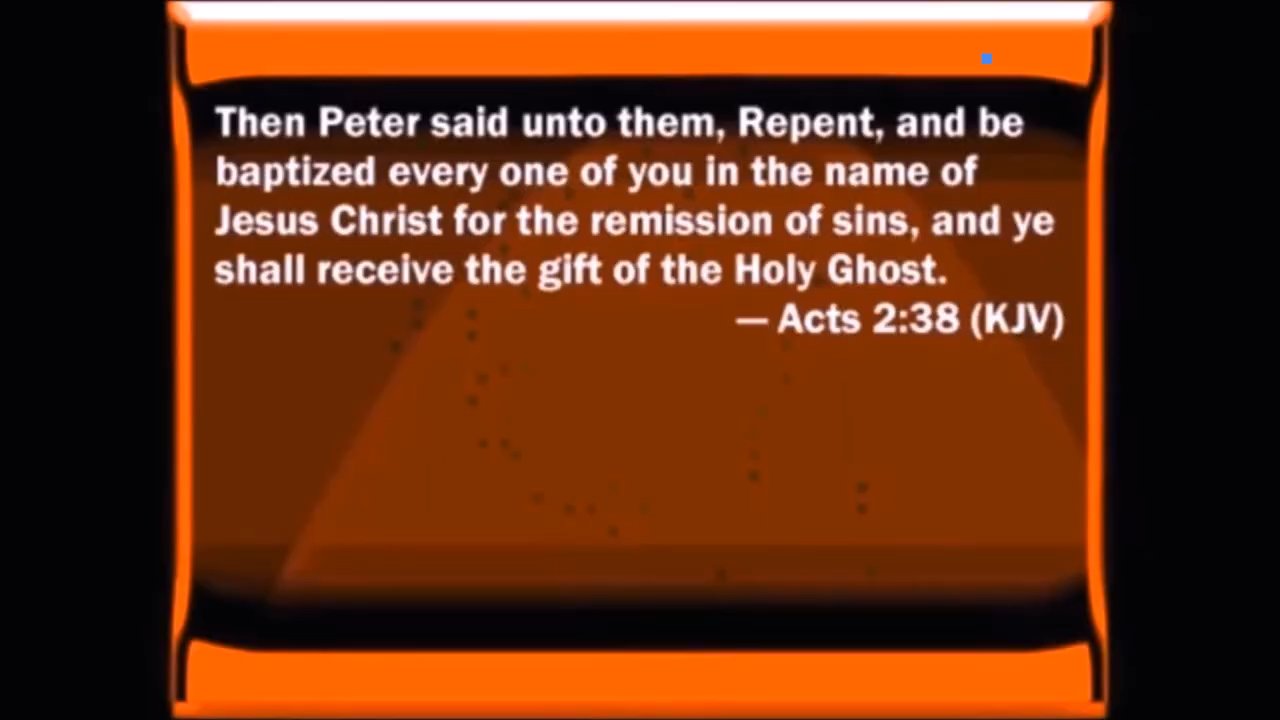 Then Peter said unto them, Repent, and be
baptized every one of you in the name of
Jesus Christ for the remission of sins, and ye
shall receive the gift of the Holy Ghost.
— Acts 2:38 (KJV)